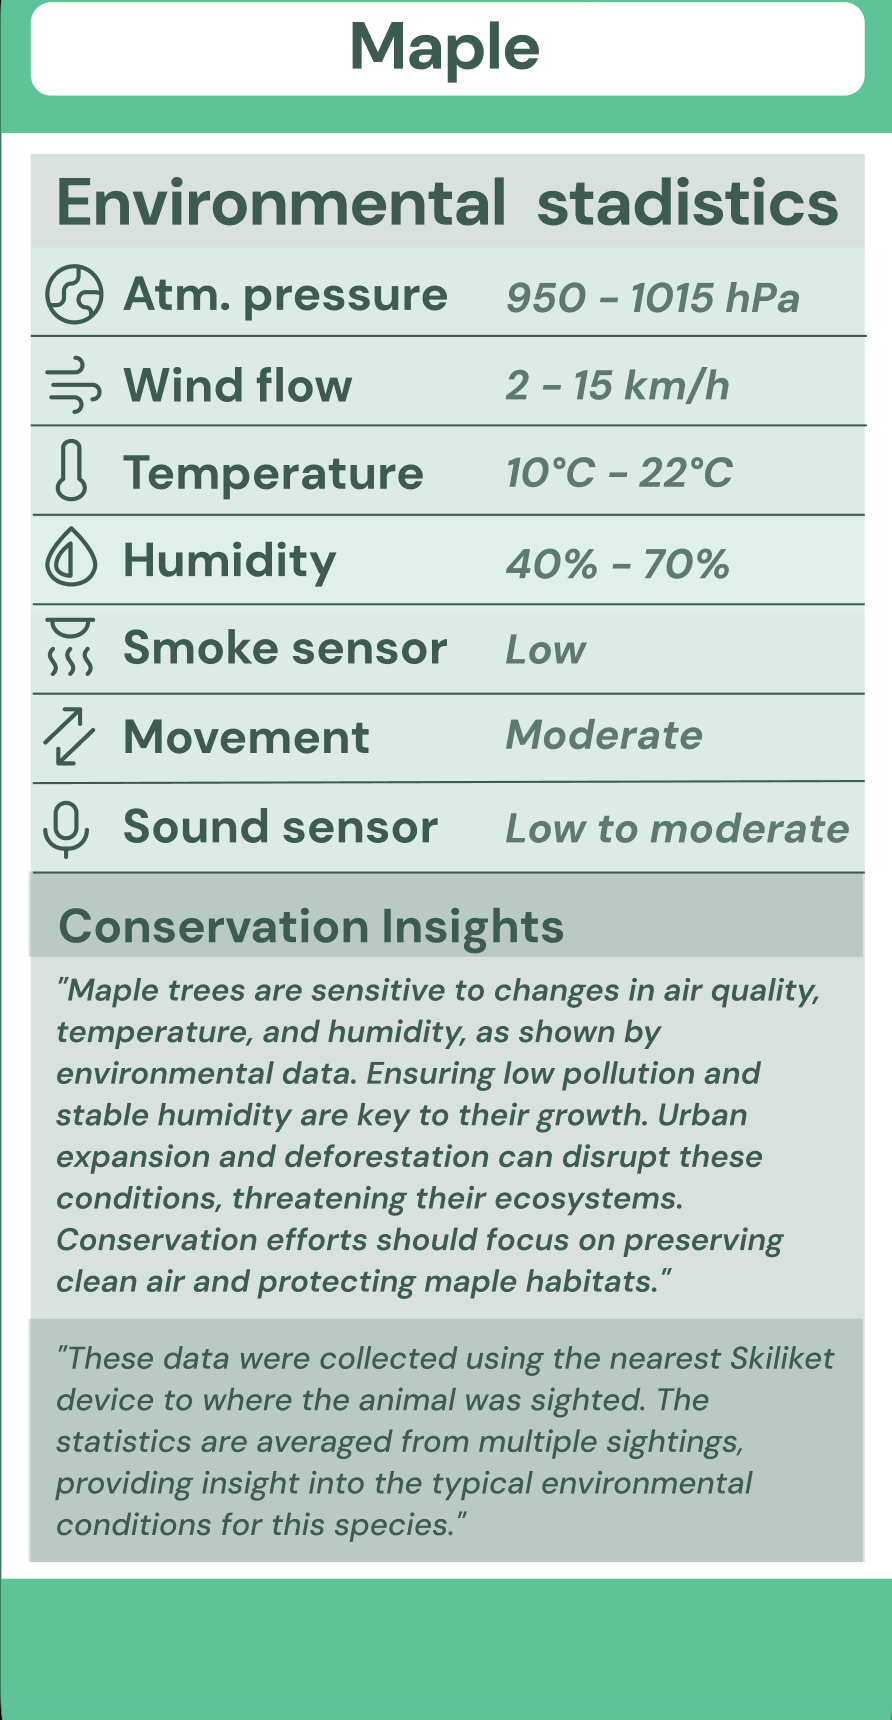 Maple
Environmental stadistics
Atm. pressure 950 - 1015 hPa
Wind flow 2 - 15 km/h
Temperature 10°C - 22°C
Humidity 40% - 70%
Smoke sensor Low
Movement Moderate
Sound sensor Low to moderate
Conservation Insights
"Maple trees are sensitive to changes in air quality,
temperature, and humidity, as shown by
environmental data. Ensuring low pollution and
stable humidity are key to their growth. Urban
expansion and deforestation can disrupt these
conditions, threatening their ecosystems.
Conservation efforts should focus on preserving
clean air and protecting maple habitats."
"These data were collected using the nearest Skiliket
device to where the animal was sighted. The
statistics are averaged from multiple sightings,
providing insight into the typical environmental
conditions for this species."